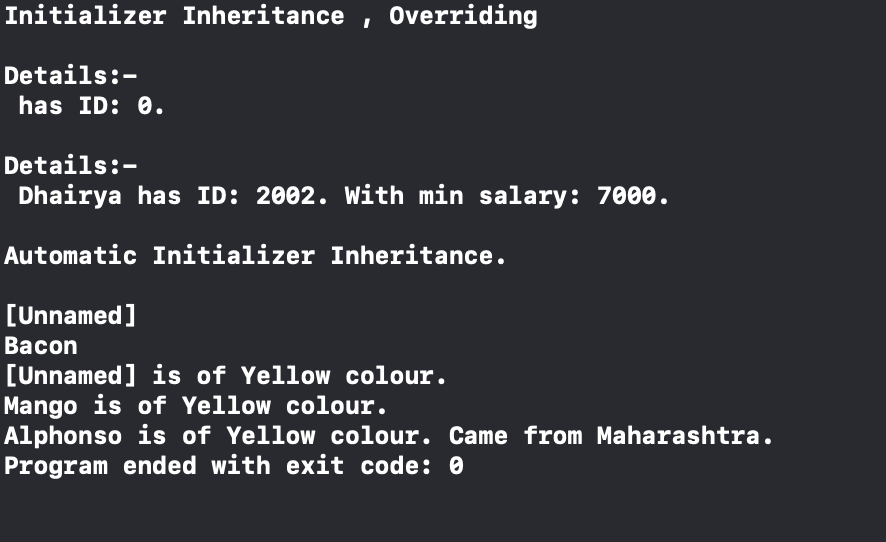 Initializer Inheritance , Overriding
Details:-
has ID: 0.
Details:-
Dhairya has ID: 2002. With min salary: 7000.
Automatic Initializer Inheritance.
[Unnamed]
Bacon
[Unnamed] is of Yellow colour.
Mango is of Yellow colour.
Alphonso is of Yellow colour. Came from Maharashtra.
Program ended with exit code: 0